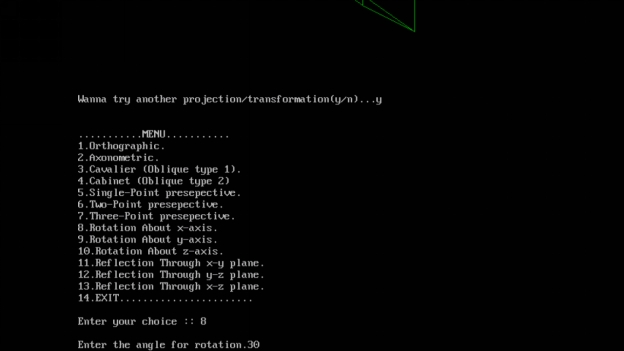 Wanna try another projection/transformation(y/n)...y
...........MENU...........
1.Orthographic.
2.Axonometric.
3.Cavalier (Oblique type 1).
4.Cabinet (Oblique type 2)
5.Single-Point presepective.
6.Two-Point presepective.
7.Three-Point presepective.
8.Rotation About x-axis.
9.Rotation About y-axis.
10.Rotation About z-axis.
11.Reflection Through x-y plane.
12.Reflection Through y-z plane.
13.Reflection Through x-z plane.
14.EXIT.......................
Enter your choice :: 8
Enter the angle for rotation.30